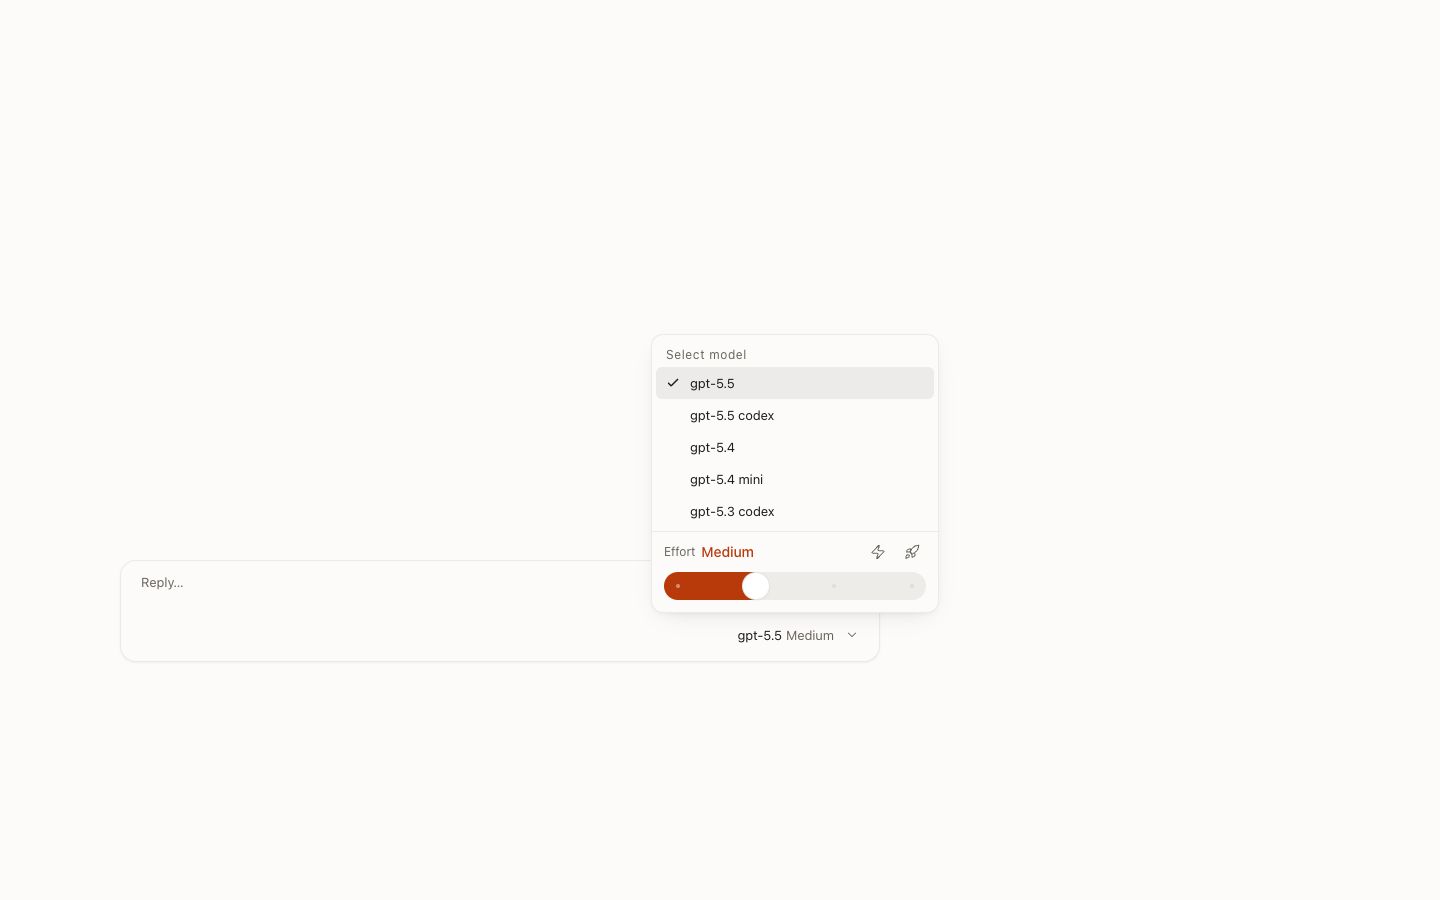 Select model
gpt-5.5
gpt-5.5 codex
gpt-5.4
gpt-5.4 mini
gpt-5.3 codex
Effort Medium
Reply...
gpt-5.5 Medium